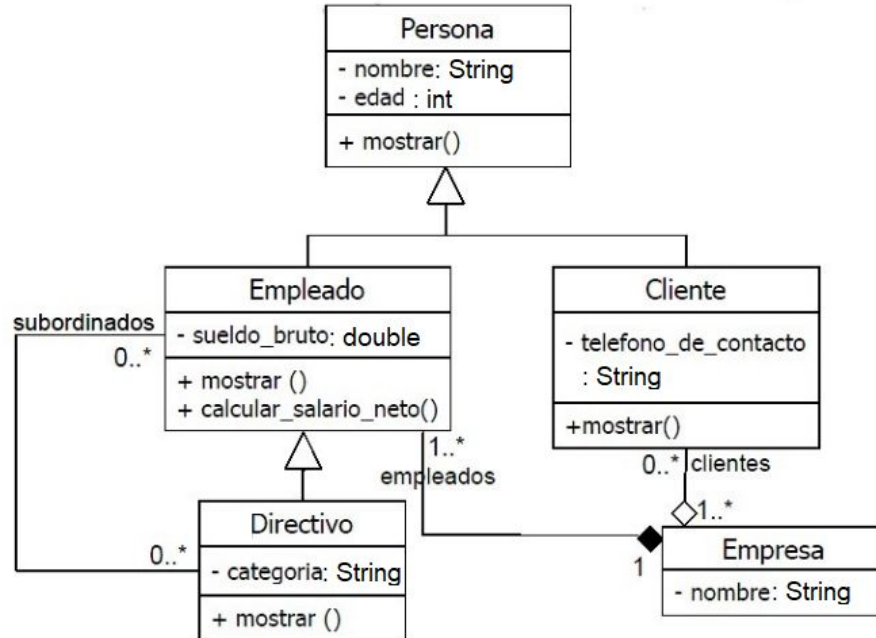 Persona
- nombre: String
- edad : int
+ mostrar()
Empleado
- sueldo_bruto: double
+ mostrar ()
+ calcular_salario_neto()
Cliente
- telefono_de_contacto
: String
+mostrar()
subordinados
0..*
1..*
empleados
0..* clientes
1..*
Directivo
- categoria: String
+ mostrar ()
0..*
1
Empresa
- nombre: String